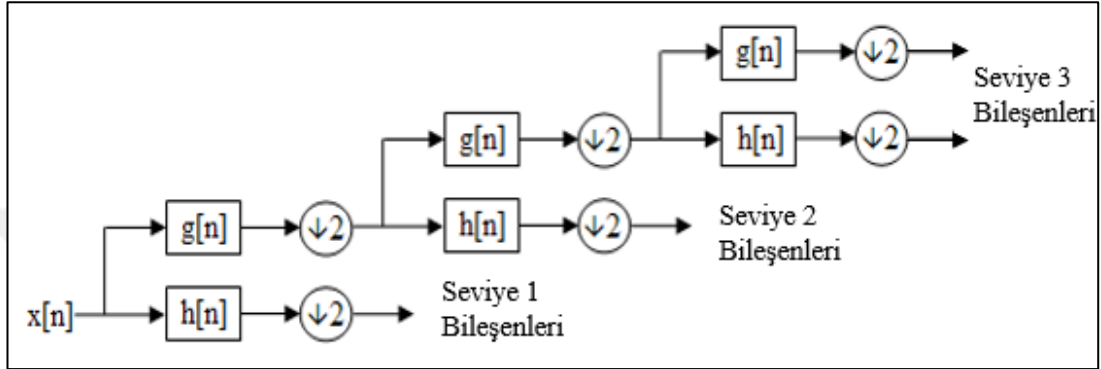 g[n] ↓2
Seviye 3
Bileşenleri
g[n] ↓2 h[n] ↓2
g[n] ↓2 h[n] ↓2
Seviye 2
Bileşenleri
x[n] h[n] ↓2
Seviye 1
Bileşenleri